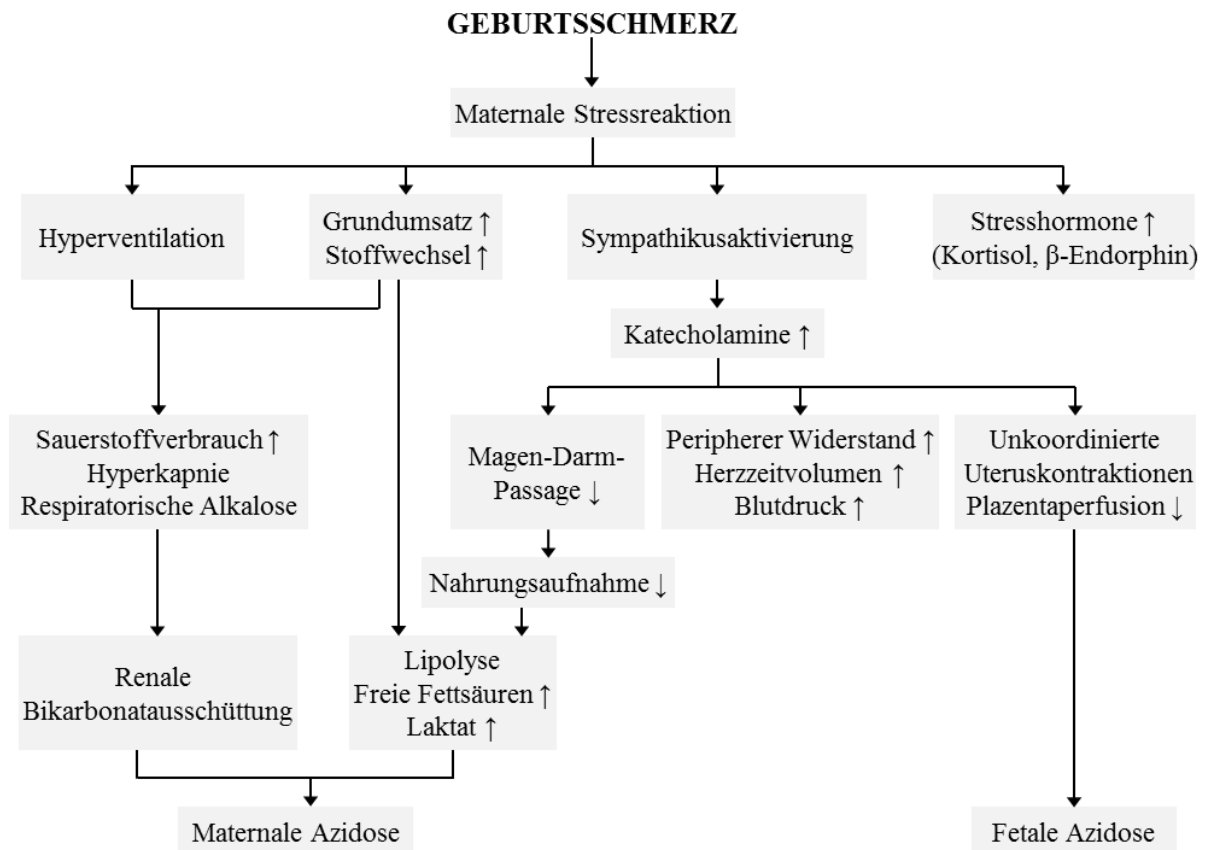 GEBURTSSCHMERZ
Maternale Stressreaktion
Hyperventilation
Grundumsatz ↑
Stoffwechsel ↑
Sympathikusaktivierung
Stresshormone ↑
(Kortisol, β-Endorphin)
Katecholamine ↑
Sauerstoffverbrauch ↑
Hyperkapnie
Respiratorische Alkalose
Magen-Darm-
Passage ↓
Peripherer Widerstand ↑
Herzzeitvolumen ↑
Blutdruck ↑
Unkoordinierte
Uteruskontraktionen
Plazentaperfusion ↓
Nahrungsaufnahme ↓
Renale
Bikarbonatausschüttung
Lipolyse
Freie Fettsäuren ↑
Laktat ↑
Maternale Azidose
Fetale Azidose